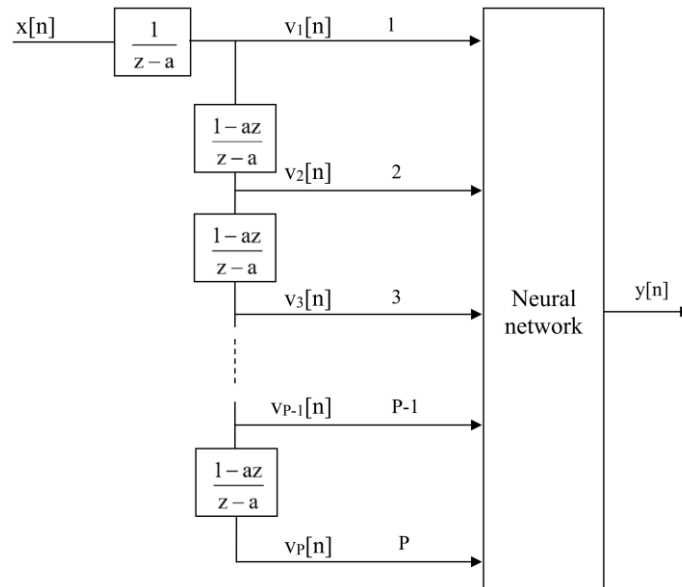 x[n]
1
z – a
v1[n] 1
1 – az
z – a
v2[n] 2
1 – az
z – a
v3[n] 3
Neural
network
y[n]
vP-1[n] P-1
1 – az
z – a
vP[n] P